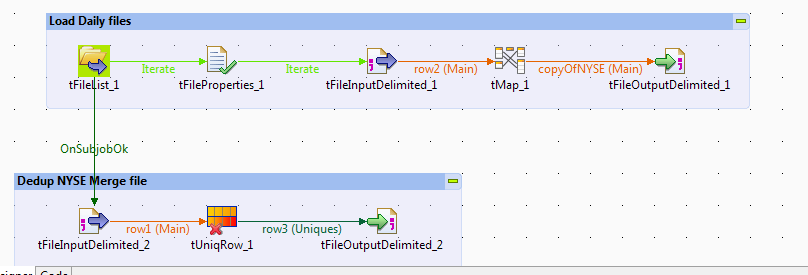 Load Daily files
Iterate
Iterate
row2 (Main)
copyOfNYSE (Main)
tFileList_1
tFileProperties_1
tFileInputDelimited_1
tMap_1
tFileOutputDelimited_1
OnSubjobOk
Dedup NYSE Merge file
row1 (Main)
row3 (Uniques)
tFileInputDelimited_2
tUniqRow_1
tFileOutputDelimited_2